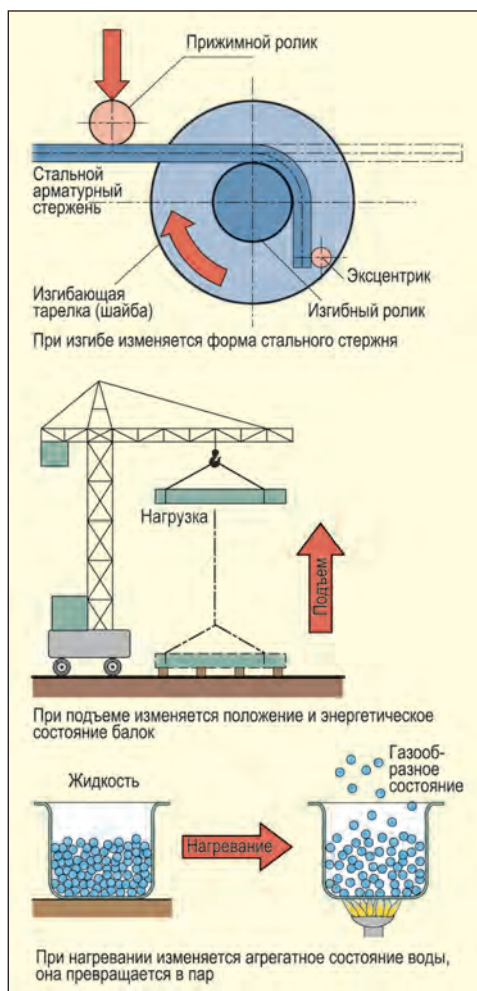 Прижимной ролик
Стальной
арматурный
стержень
Эксцентрик
Изгибающая
тарелка (шайба)
Изгибный ролик
При изгибе изменяется форма стального стержня
Нагрузка
Подъем
При подъеме изменяется положение и энергетическое
состояние балок
Жидкость
Газооб-
разное
состояние
Нагревание
При нагревании изменяется агрегатное состояние воды,
она превращается в пар